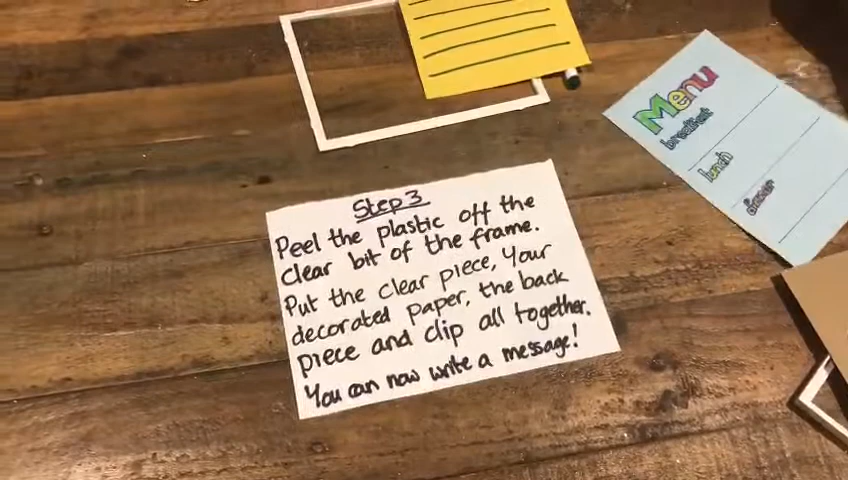 Menu
breakfast
lunch
dinner
Step 3
Peel the plastic off the
clear bit of the frame.
Put the clear piece, Your
decorated paper, the back
piece and clip all together.
You can now write a message!